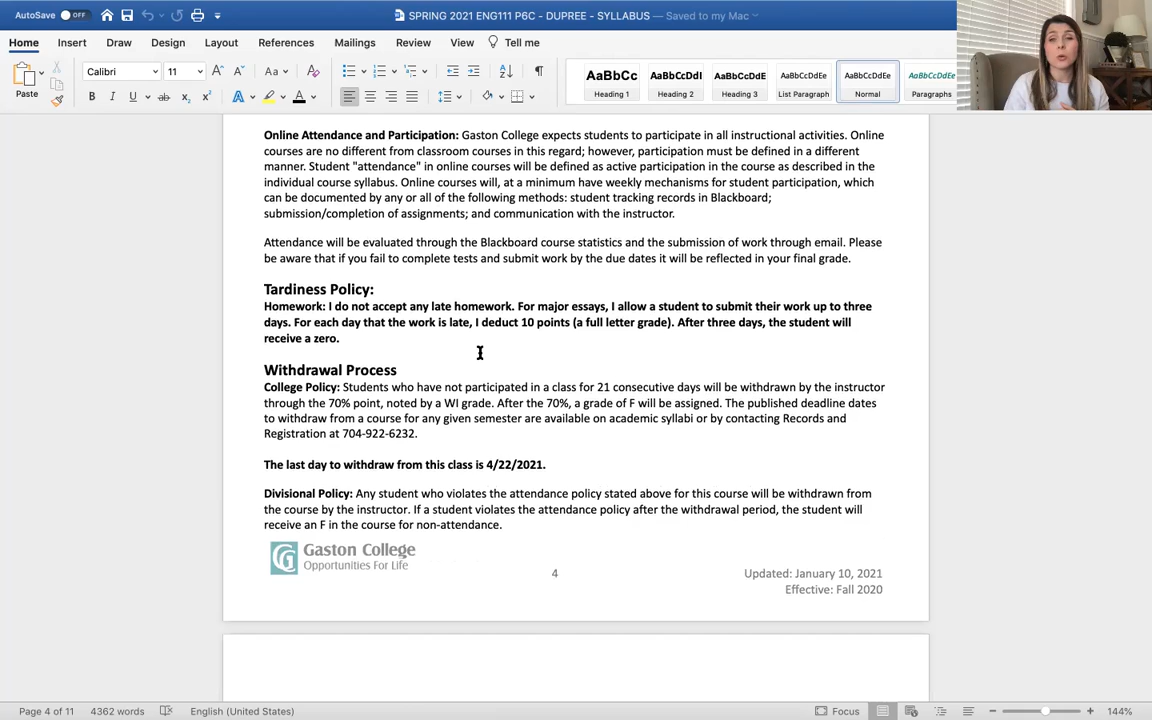 AutoSave OFF SPRING 2021 ENG111 P6C - DUPREE - SYLLABUS — Saved to my Mac
Home Insert Draw Design Layout References Mailings Review View Tell me
Paste Calibri 11 Aa AaBbCc AaBbCcDdI AaBbCcDdE AaBbCcDdEe AaBbCcDdEe AaBbCcDdEe
B I U ab x₂ x² A A Heading 1 Heading 2 Heading 3 List Paragraph Normal Paragraphs
Online Attendance and Participation: Gaston College expects students to participate in all instructional activities. Online
courses are no different from classroom courses in this regard; however, participation must be defined in a different
manner. Student "attendance" in online courses will be defined as active participation in the course as described in the
individual course syllabus. Online courses will, at a minimum have weekly mechanisms for student participation, which
can be documented by any or all of the following methods: student tracking records in Blackboard;
submission/completion of assignments; and communication with the instructor.
Attendance will be evaluated through the Blackboard course statistics and the submission of work through email. Please
be aware that if you fail to complete tests and submit work by the due dates it will be reflected in your final grade.
Tardiness Policy:
Homework: I do not accept any late homework. For major essays, I allow a student to submit their work up to three
days. For each day that the work is late, I deduct 10 points (a full letter grade). After three days, the student will
receive a zero.
Withdrawal Process
College Policy: Students who have not participated in a class for 21 consecutive days will be withdrawn by the instructor
through the 70% point, noted by a WI grade. After the 70%, a grade of F will be assigned. The published deadline dates
to withdraw from a course for any given semester are available on academic syllabi or by contacting Records and
Registration at 704-922-6232.
The last day to withdraw from this class is 4/22/2021.
Divisional Policy: Any student who violates the attendance policy stated above for this course will be withdrawn from
the course by the instructor. If a student violates the attendance policy after the withdrawal period, the student will
receive an F in the course for non-attendance.
Gaston College
Opportunities For Life
4
Updated: January 10, 2021
Effective: Fall 2020
Page 4 of 11 4362 words English (United States) Focus 144%